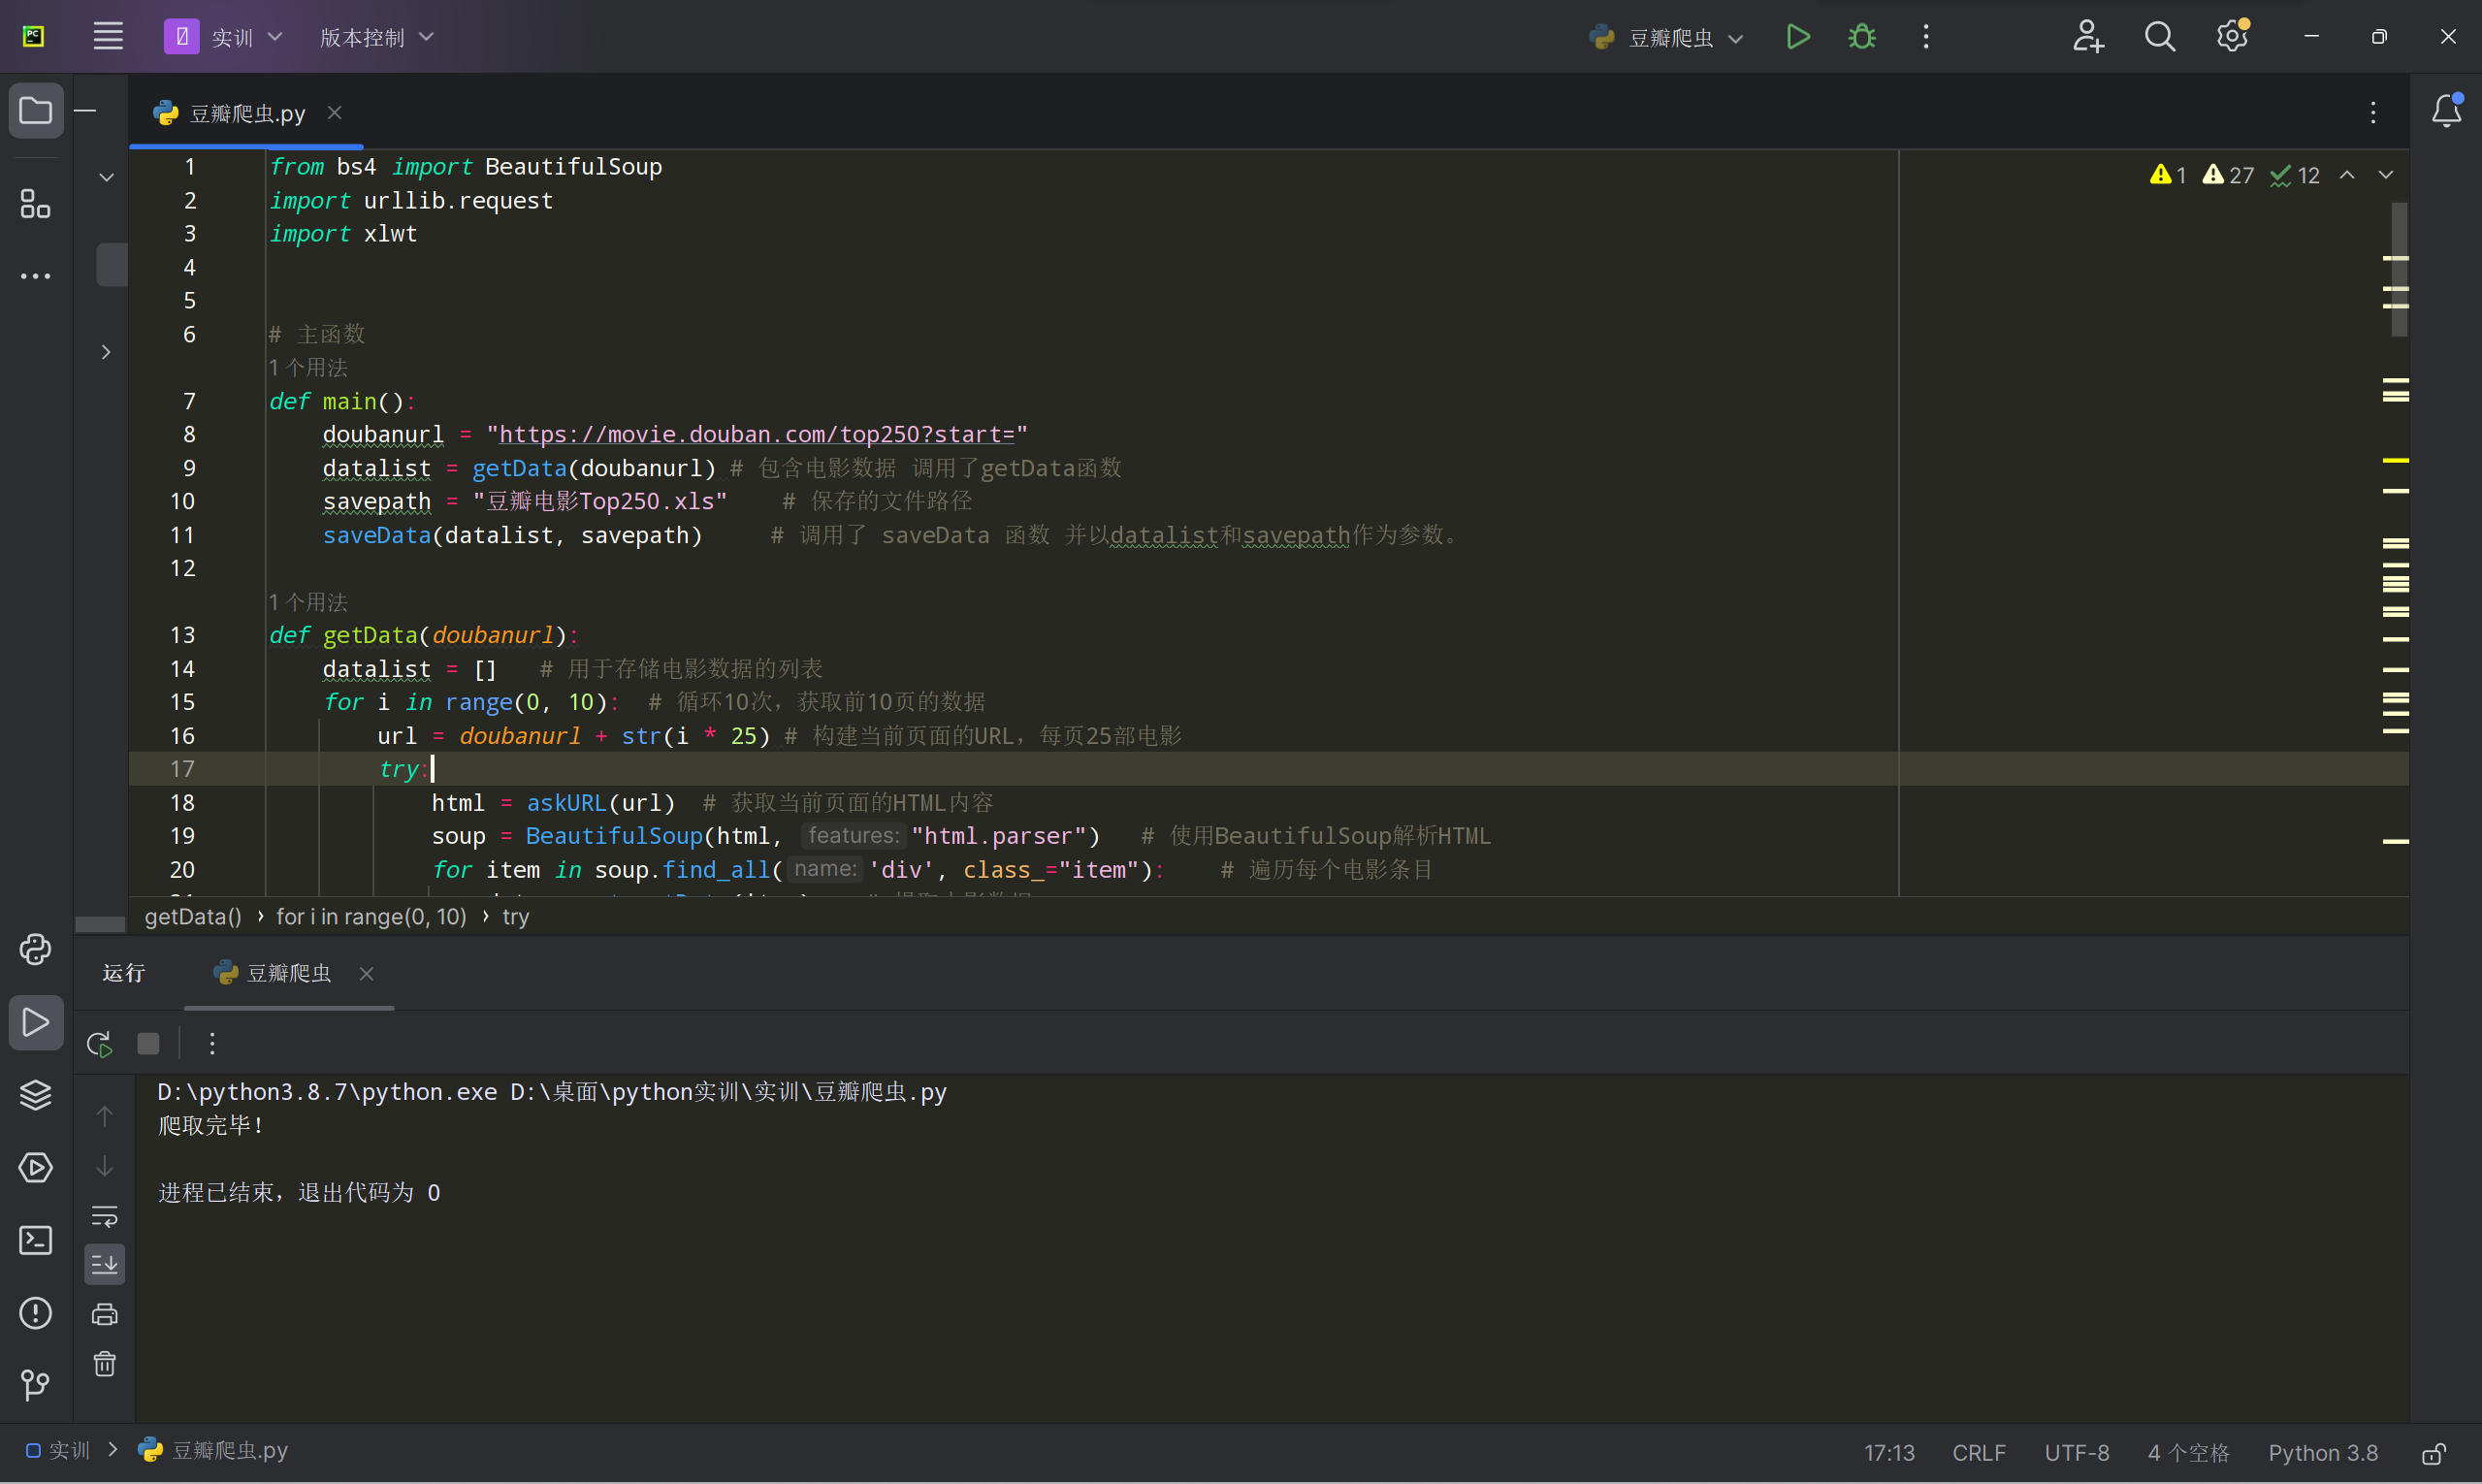 PC 实训 版本控制 豆瓣爬虫
豆瓣爬虫.py
1 27 12
1 from bs4 import BeautifulSoup
2 import urllib.request
3 import xlwt
4
5
6 # 主函数
1个用法
7 def main():
8 doubanurl = "https://movie.douban.com/top250?start="
9 datalist = getData(doubanurl) # 包含电影数据 调用了getData函数
10 savepath = "豆瓣电影Top250.xls" # 保存的文件路径
11 saveData(datalist, savepath) # 调用了 saveData 函数 并以datalist和savepath作为参数。
12
1个用法
13 def getData(doubanurl):
14 datalist = [] # 用于存储电影数据的列表
15 for i in range(0, 10): # 循环10次，获取前10页的数据
16 url = doubanurl + str(i * 25) # 构建当前页面的URL，每页25部电影
17 try:
18 html = askURL(url) # 获取当前页面的HTML内容
19 soup = BeautifulSoup(html, features: "html.parser") # 使用BeautifulSoup解析HTML
20 for item in soup.find_all( name: 'div', class_="item"): # 遍历每个电影条目
getData() › for i in range(0, 10) › try
运行 豆瓣爬虫
D:\python3.8.7\python.exe D:\桌面\python实训\实训\豆瓣爬虫.py
爬取完毕！
进程已结束，退出代码为 0
实训 › 豆瓣爬虫.py 17:13 CRLF UTF-8 4 个空格 Python 3.8